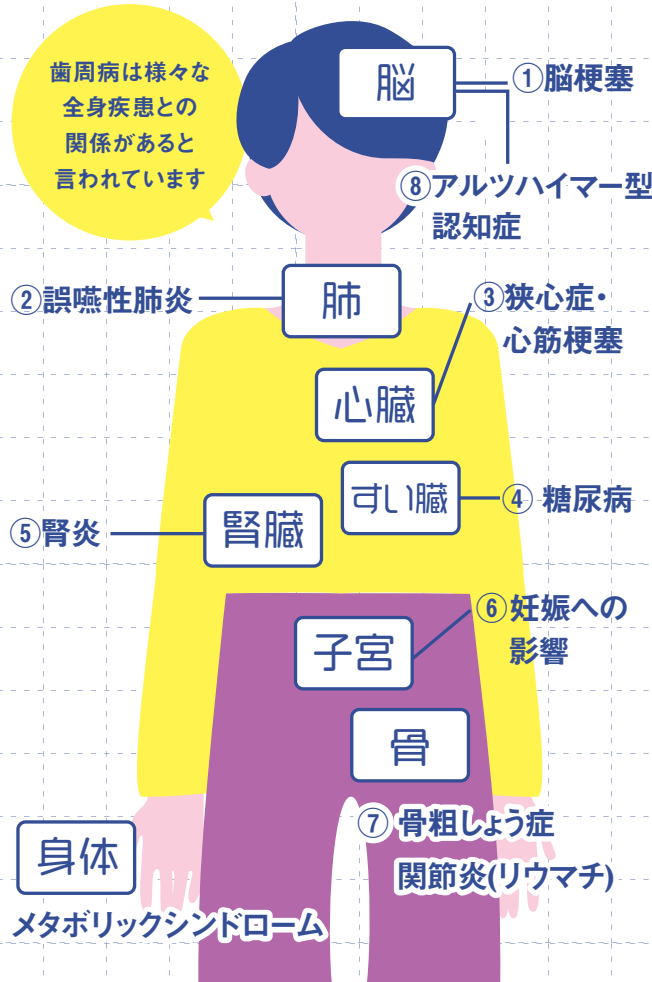 歯周病は様々な
全身疾患との
関係があると
言われています
脳
①脳梗塞
⑧アルツハイマー型
認知症
肺
②誤嚥性肺炎
③狭心症・
心筋梗塞
心臓
すい臓
④ 糖尿病
⑤腎炎
腎臓
⑥妊娠への
影響
子宮
骨
⑦ 骨粗しょう症
関節炎(リウマチ)
身体
メタボリックシンドローム